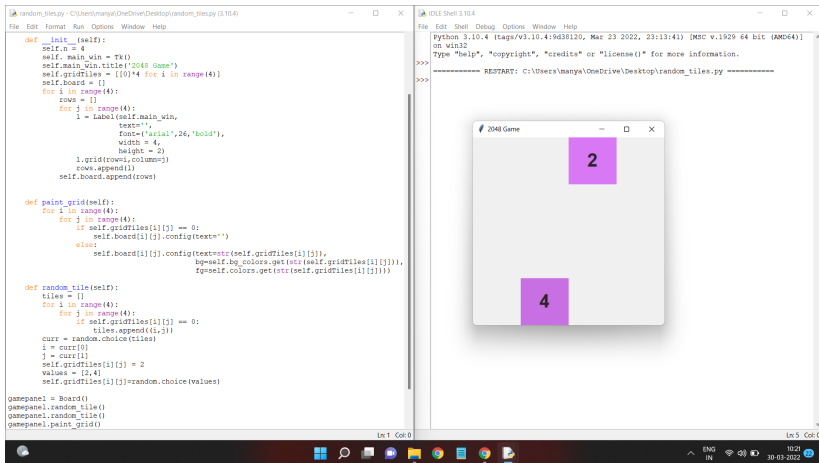 random_tiles.py - C:\Users\manya\OneDrive\Desktop\random_tiles.py (3.10.4)
File Edit Format Run Options Window Help
def __init__(self):
self.n = 4
self. main_win = Tk()
self.main_win.title('2048 Game')
self.gridTiles = [[0]*4 for i in range(4)]
self.board = []
for i in range(4):
rows = []
for j in range(4):
l = Label(self.main_win,
text='',
font=('arial',26,'bold'),
width = 4,
height = 2)
l.grid(row=i,column=j)
rows.append(l)
self.board.append(rows)
def paint_grid(self):
for i in range(4):
for j in range(4):
if self.gridTiles[i][j] == 0:
self.board[i][j].config(text='')
else:
self.board[i][j].config(text=str(self.gridTiles[i][j]),
bg=self.bg_colors.get(str(self.gridTiles[i][j])),
fg=self.colors.get(str(self.gridTiles[i][j])))
def random_tile(self):
tiles = []
for i in range(4):
for j in range(4):
if self.gridTiles[i][j] == 0:
tiles.append((i,j))
curr = random.choice(tiles)
i = curr[0]
j = curr[1]
self.gridTiles[i][j] = 2
values = [2,4]
self.gridTiles[i][j]=random.choice(values)
gamepanel = Board()
gamepanel.random_tile()
gamepanel.random_tile()
gamepanel.paint_grid()
Ln: 1 Col: 0
IDLE Shell 3.10.4
File Edit Shell Debug Options Window Help
Python 3.10.4 (tags/v3.10.4:9d38120, Mar 23 2022, 23:13:41) [MSC v.1929 64 bit (AMD64)]
on win32
Type "help", "copyright", "credits" or "license()" for more information.
>>>
=========== RESTART: C:\Users\manya\OneDrive\Desktop\random_tiles.py ===========
>>>
2048 Game
2
4
Ln: 5 Col: 0
ENG
IN
10:21
30-03-2022
22